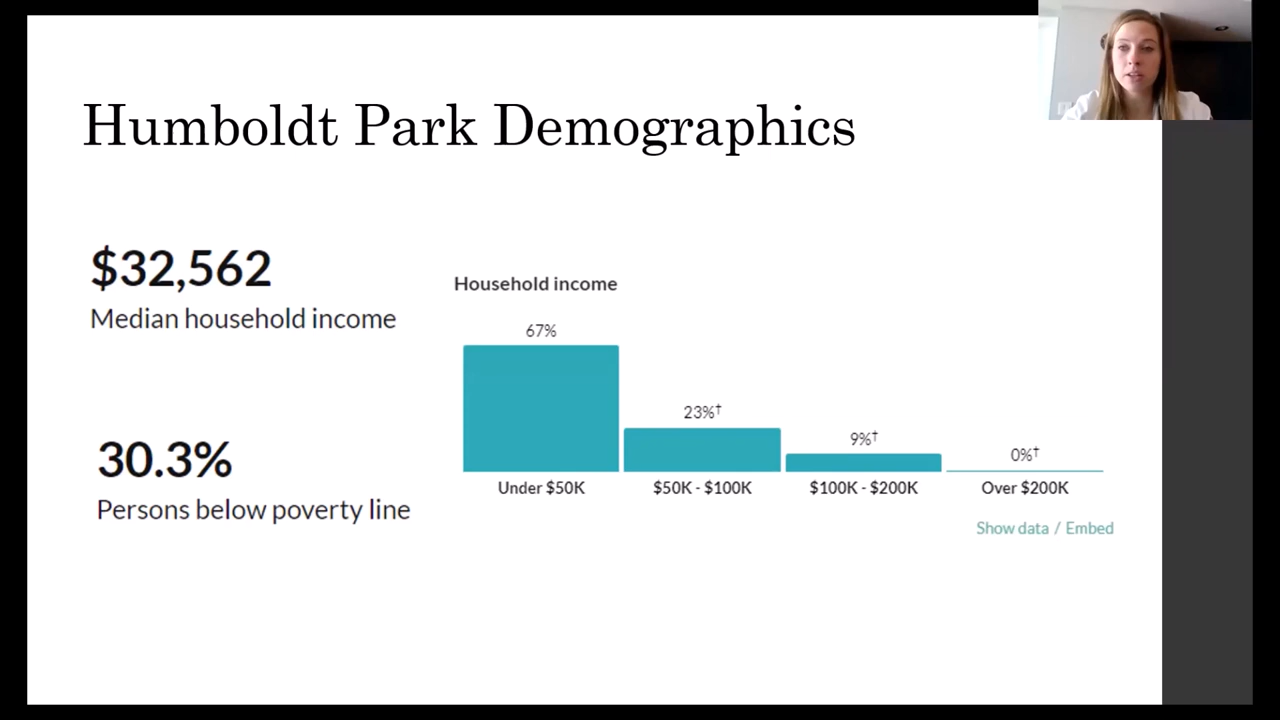 Humboldt Park Demographics
$32,562
Median household income
30.3%
Persons below poverty line
Household income
67%
23%†
9%†
0%†
Under $50K
$50K - $100K
$100K - $200K
Over $200K
Show data / Embed